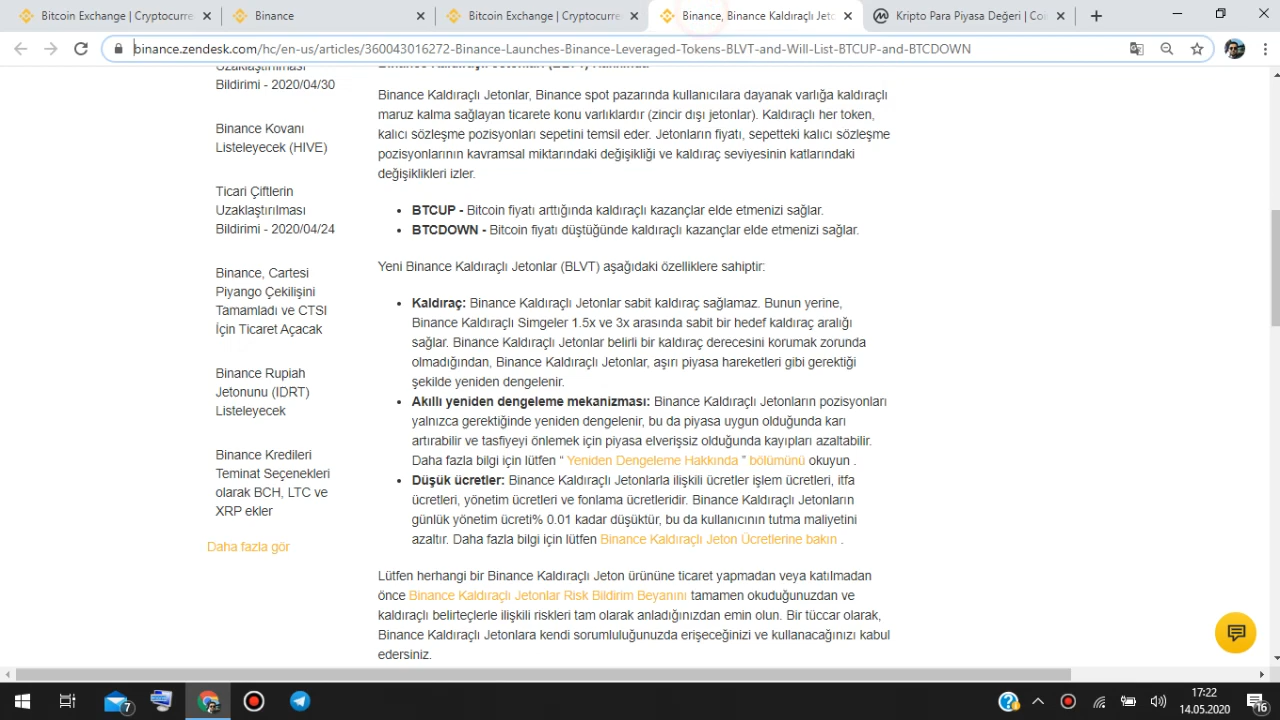 Bitcoin Exchange | Cryptocurre
Binance
Bitcoin Exchange | Cryptocurre
Binance, Binance Kaldıraçlı Jeto
Kripto Para Piyasa Değeri | Co
binance.zendesk.com/hc/en-us/articles/360043016272-Binance-Launches-Binance-Leveraged-Tokens-BLVT-and-Will-List-BTCUP-and-BTCDOWN
Uzaklaştırılması
Bildirimi - 2020/04/30
Binance Kovanı
Listeleyecek (HIVE)
Ticari Çiftlerin
Uzaklaştırılması
Bildirimi - 2020/04/24
Binance, Cartesi
Piyango Çekilişini
Tamamladı ve CTSI
İçin Ticaret Açacak
Binance Rupiah
Jetonunu (IDRT)
Listeleyecek
Binance Kredileri
Teminat Seçenekleri
olarak BCH, LTC ve
XRP ekler
Daha fazla gör
Binance Kaldıraçlı Jetonları (BLVT) Hakkında
Binance Kaldıraçlı Jetonlar, Binance spot pazarında kullanıcılara dayanak varlığa kaldıraçlı
maruz kalma sağlayan ticarete konu varlıklardır (zincir dışı jetonlar). Kaldıraçlı her token,
kalıcı sözleşme pozisyonları sepetini temsil eder. Jetonların fiyatı, sepetteki kalıcı sözleşme
pozisyonlarının kavramsal miktarındaki değişikliği ve kaldıraç seviyesinin katlarındaki
değişiklikleri izler.
• BTCUP - Bitcoin fiyatı arttığında kaldıraçlı kazançlar elde etmenizi sağlar.
• BTCDOWN - Bitcoin fiyatı düştüğünde kaldıraçlı kazançlar elde etmenizi sağlar.
Yeni Binance Kaldıraçlı Jetonlar (BLVT) aşağıdaki özelliklere sahiptir:
• Kaldıraç: Binance Kaldıraçlı Jetonlar sabit kaldıraç sağlamaz. Bunun yerine,
Binance Kaldıraçlı Simgeler 1.5x ve 3x arasında sabit bir hedef kaldıraç aralığı
sağlar. Binance Kaldıraçlı Jetonlar belirli bir kaldıraç derecesini korumak zorunda
olmadığından, Binance Kaldıraçlı Jetonlar, aşırı piyasa hareketleri gibi gerektiği
şekilde yeniden dengelenir.
• Akıllı yeniden dengeleme mekanizması: Binance Kaldıraçlı Jetonların pozisyonları
yalnızca gerektiğinde yeniden dengelenir, bu da piyasa uygun olduğunda karı
artırabilir ve tasfiyeyi önlemek için piyasa elverişsiz olduğunda kayıpları azaltabilir.
Daha fazla bilgi için lütfen “ Yeniden Dengeleme Hakkında ” bölümünü okuyun .
• Düşük ücretler: Binance Kaldıraçlı Jetonlarla ilişkili ücretler işlem ücretleri, itfa
ücretleri, yönetim ücretleri ve fonlama ücretleridir. Binance Kaldıraçlı Jetonların
günlük yönetim ücreti% 0.01 kadar düşüktür, bu da kullanıcının tutma maliyetini
azaltır. Daha fazla bilgi için lütfen Binance Kaldıraçlı Jeton Ücretlerine bakın .
Lütfen herhangi bir Binance Kaldıraçlı Jeton ürününe ticaret yapmadan veya katılmadan
önce Binance Kaldıraçlı Jetonlar Risk Bildirim Beyanını tamamen okuduğunuzdan ve
kaldıraçlı belirteçlerle ilişkili riskleri tam olarak anladığınızdan emin olun. Bir tüccar olarak,
Binance Kaldıraçlı Jetonlara kendi sorumluluğunuzda erişeceğinizi ve kullanacağınızı kabul
edersiniz.
7
17:22
14.05.2020
16